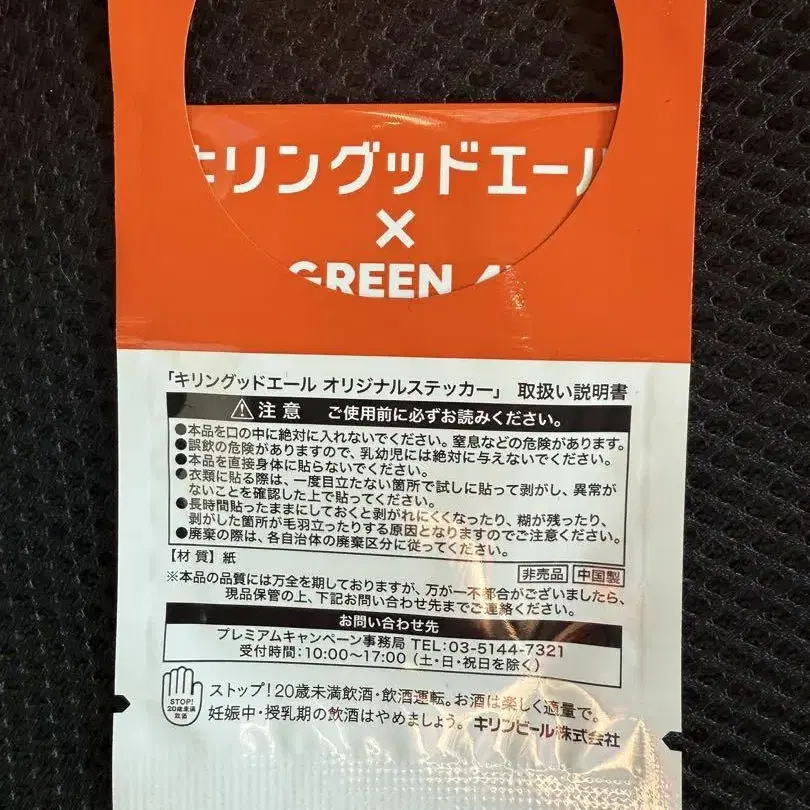 キリングッドエール
×
GREEN
「キリングッドエール オリジナルステッカー」 取扱い説明書
⚠注意 ご使用前に必ずお読みください。
●本品を口の中に絶対に入れないでください。窒息などの危険があります。
●誤飲の危険がありますので、乳幼児には絶対に与えないでください。
●本品を直接身体に貼らないでください。
●衣類に貼る際は、一度目立たない箇所で試しに貼って剥がし、異常が
ないことを確認した上で貼ってください。
●長時間貼ったままにしておくと剥がれにくくなったり、糊が残ったり、
剥がした箇所が毛羽立ったりする原因となりますのでご注意ください。
●廃棄の際は、各自治体の廃棄区分に従ってください。
【材 質】紙
非売品 中国製
※本品の品質には万全を期しておりますが、万が一不都合がございましたら、
現品保管の上、下記お問い合わせ先までご連絡ください。
お問い合わせ先
プレミアムキャンペーン事務局 TEL:03-5144-7321
受付時間:10:00～17:00(土・日・祝日を除く)
STOP!
20歳未満
飲酒
ストップ!20歳未満飲酒・飲酒運転。お酒は楽しく適量で。
妊娠中・授乳期の飲酒はやめましょう。 キリンビール株式会社